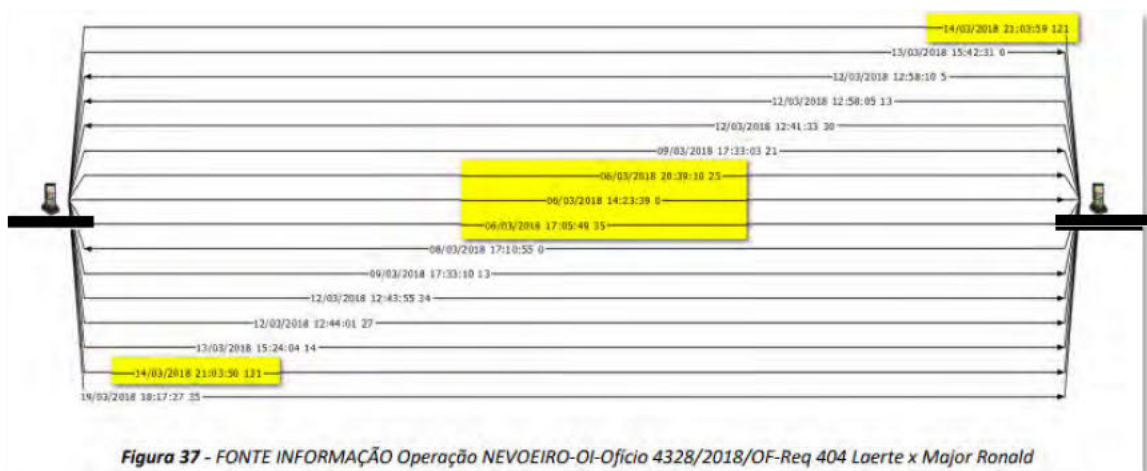 14/03/2018 21:03:59 121
13/03/2018 15:42:31 0
12/03/2018 12:58:10 5
12/03/2018 12:58:05 13
12/03/2018 12:41:33 30
09/03/2018 17:33:03 21
06/03/2018 20:39:10 25
06/03/2018 14:23:39 0
06/03/2018 17:05:49 35
08/03/2018 17:10:55 0
09/03/2018 17:33:10 13
12/03/2018 12:43:55 24
12/03/2018 12:44:01 27
13/03/2018 15:24:04 14
14/03/2018 21:03:50 131
19/03/2018 18:17:27 35
Figura 37 - FONTE INFORMAÇÃO Operação NEVOEIRO-OI-Ofício 4328/2018/OF-Req 404 Laerte x Major Ronald